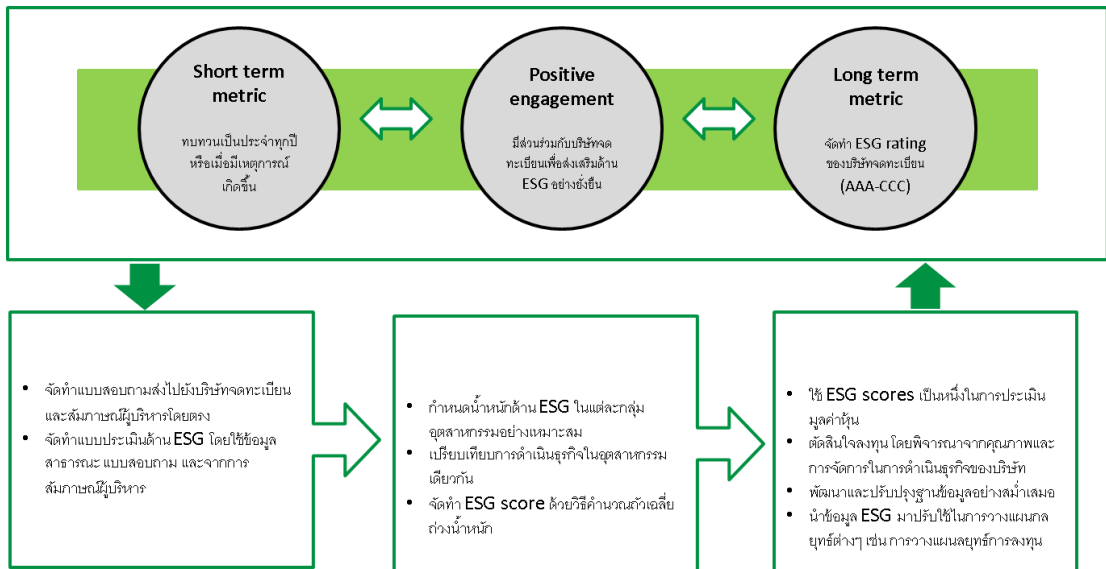 Short term
metric
ทบทวนเป็นประจำทุกปี
หรือเมื่อมีเหตุการณ์
เกิดขึ้น
Positive
engagement
มีส่วนร่วมกับบริษัทจด
ทะเบียนเพื่อส่งเสริมด้าน
ESG อย่างยั่งยืน
Long term
metric
จัดทำ ESG rating
ของบริษัทจดทะเบียน
(AAA-CCC)
• จัดทำแบบสอบถามส่งไปยังบริษัทจดทะเบียน
และสัมภาษณ์ผู้บริหารโดยตรง
• จัดทำแบบประเมินด้าน ESG โดยใช้ข้อมูล
สาธารณะ แบบสอบถาม และจากการ
สัมภาษณ์ผู้บริหาร
• กำหนดน้ำหนักด้าน ESG ในแต่ละกลุ่ม
อุตสาหกรรมอย่างเหมาะสม
• เปรียบเทียบการดำเนินธุรกิจในอุตสาหกรรม
เดียวกัน
• จัดทำ ESG score ด้วยวิธีคำนวณถัวเฉลี่ย
ถ่วงน้ำหนัก
• ใช้ ESG scores เป็นหนึ่งในการประเมิน
มูลค่าหุ้น
• ตัดสินใจลงทุน โดยพิจารณาจากคุณภาพและ
การจัดการในการดำเนินธุรกิจของบริษัท
• พัฒนาและปรับปรุงฐานข้อมูลอย่างสม่ำเสมอ
• นำข้อมูล ESG มาปรับใช้ในการวางแผนกล
ยุทธ์ต่างๆ เช่น การวางแผนลยุทธ์การลงทุน